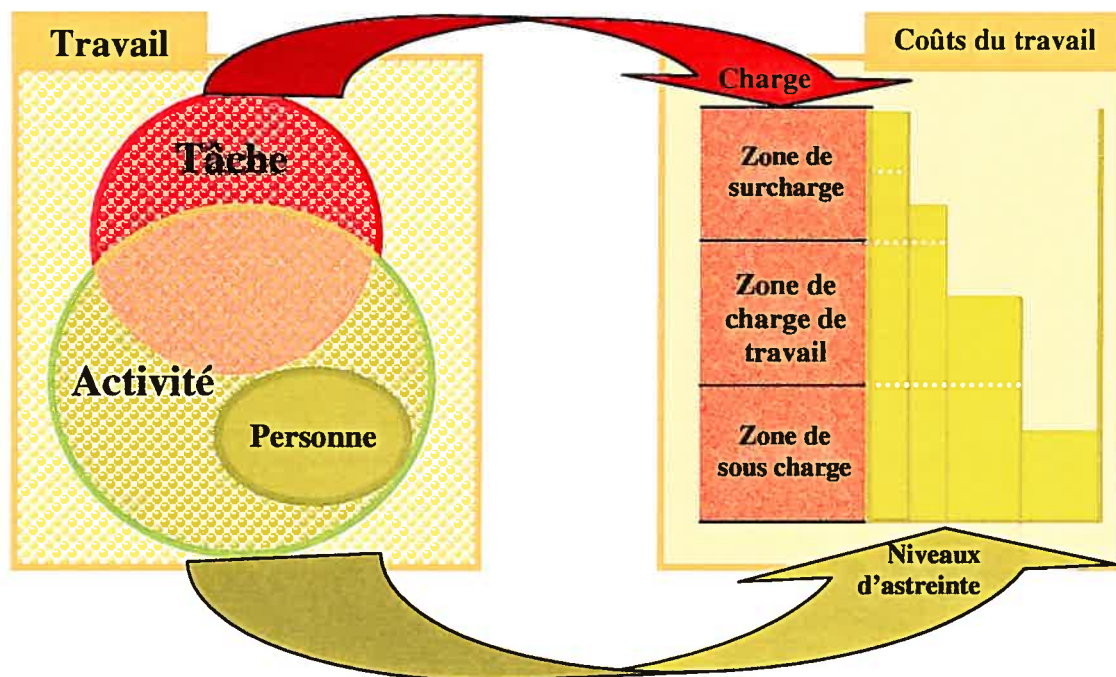 Travail
Tâche
Activité
Personne
Coûts du travail
Charge
Zone de
surcharge
Zone de
charge de
travail
Zone de
sous charge
Niveaux
d'astreinte